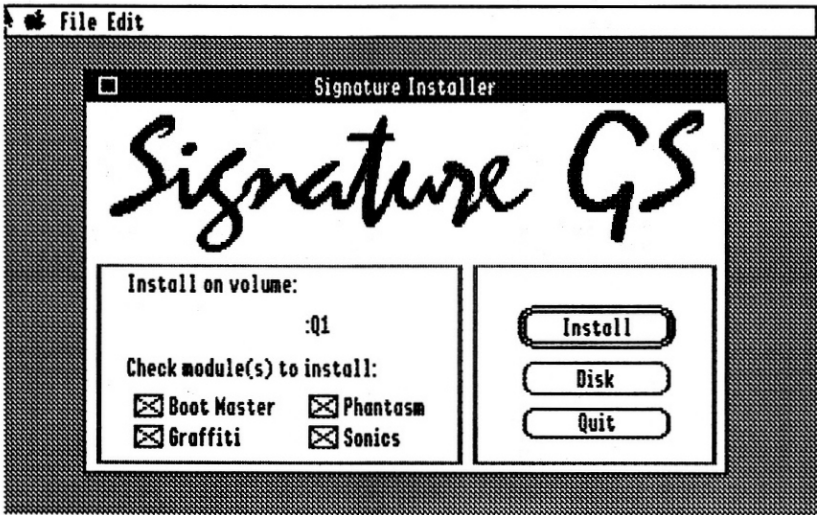 File Edit
Signature Installer
Signature GS
Install on volume:
:Q1
Check module(s) to install:
Boot Master Phantasm
Graffiti Sonics
Install
Disk
Quit